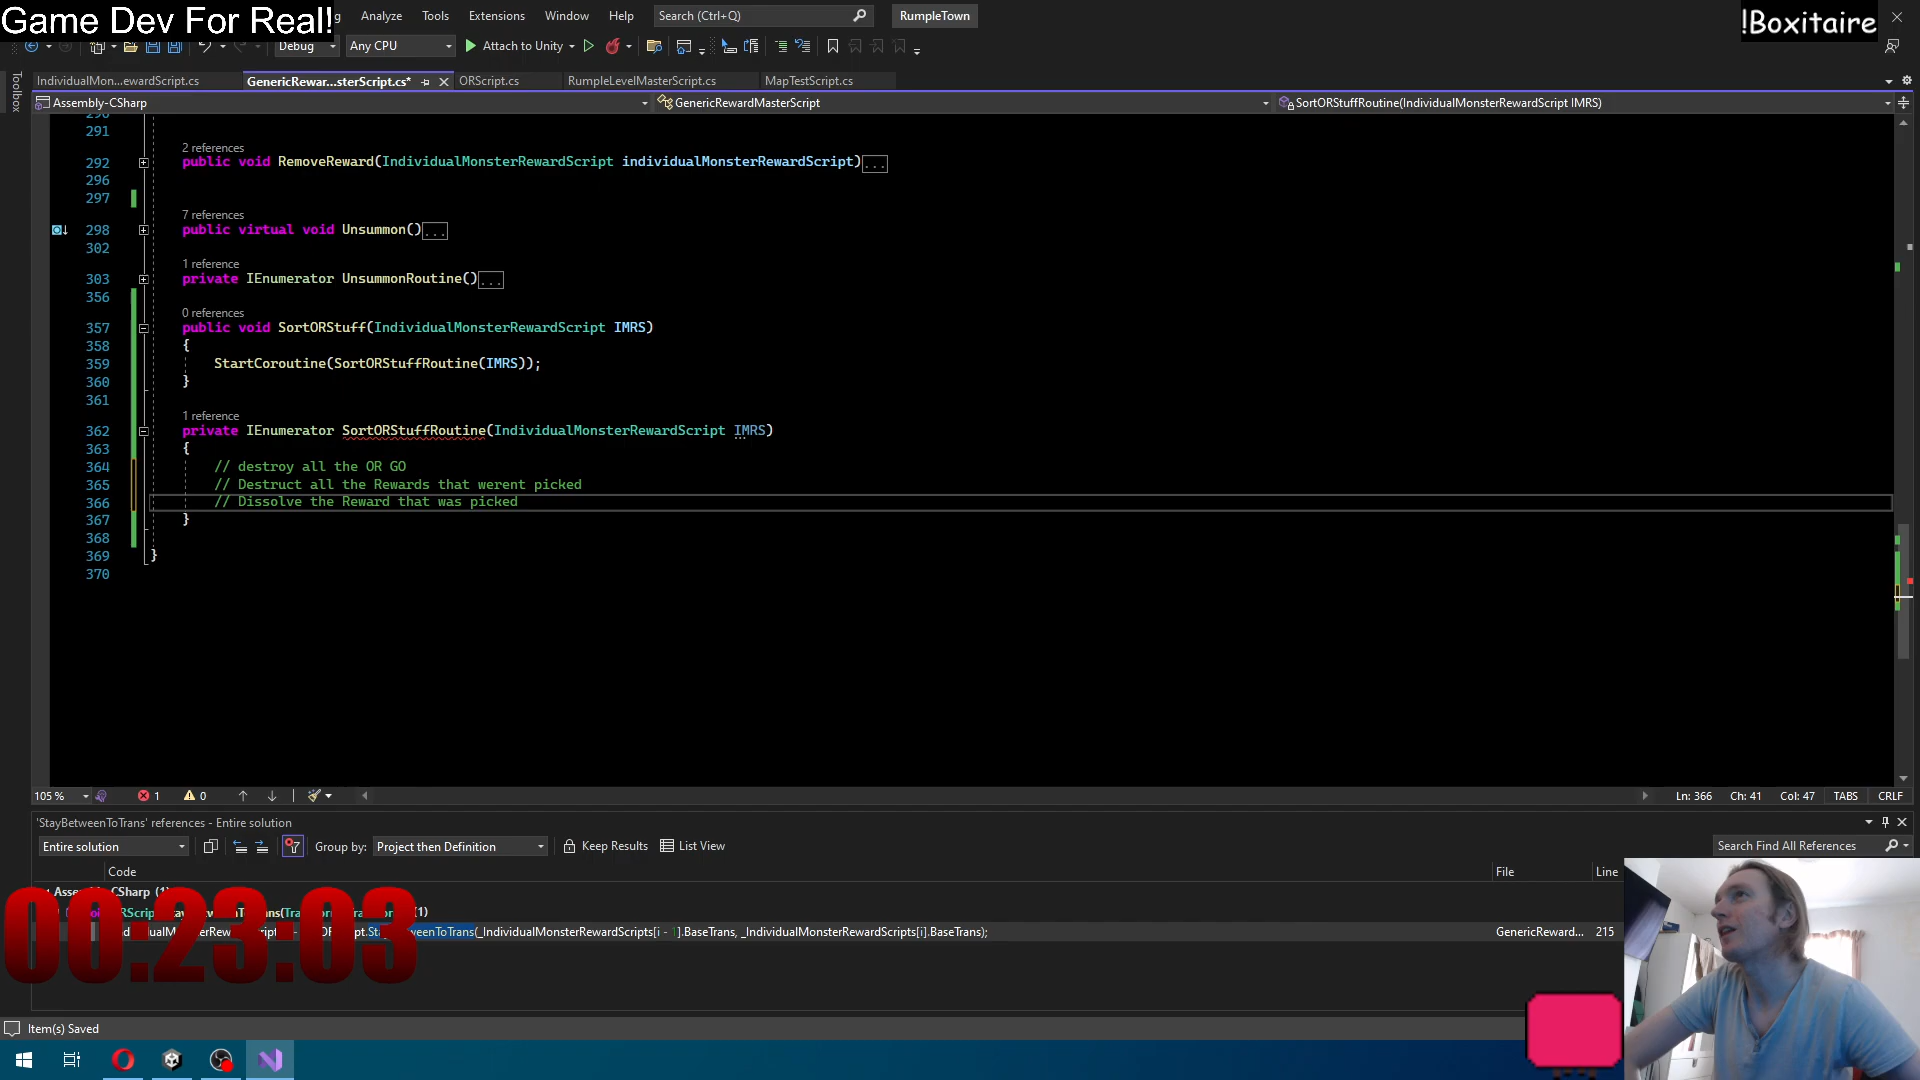 Game Dev For Real!
g Analyze Tools Extensions Window Help Search (Ctrl+Q) RumpleTown
!Boxitaire
Debug Any CPU Attach to Unity
Toolbox
IndividualMon...ewardScript.cs GenericRewar...sterScript.cs* ORScript.cs RumpleLevelMasterScript.cs MapTestScript.cs
Assembly-CSharp GenericRewardMasterScript SortORStuffRoutine(IndividualMonsterRewardScript IMRS)
290
291
2 references
292 public void RemoveReward(IndividualMonsterRewardScript individualMonsterRewardScript)...
296
297
7 references
298 public virtual void Unsummon()...
302
1 reference
303 private IEnumerator UnsummonRoutine()...
356
0 references
357 public void SortORStuff(IndividualMonsterRewardScript IMRS)
358 {
359 StartCoroutine(SortORStuffRoutine(IMRS));
360 }
361
1 reference
362 private IEnumerator SortORStuffRoutine(IndividualMonsterRewardScript IMRS)
363 {
364 // destroy all the OR GO
365 // Destruct all the Rewards that werent picked
366 // Dissolve the Reward that was picked
367 }
368
369 }
370
105 % 1 0 Ln: 366 Ch: 41 Col: 47 TABS CRLF
'StayBetweenToTrans' references - Entire solution
Entire solution Group by: Project then Definition Keep Results List View Search Find All References
Code File Line
CSharp (1)
(1)
(_IndividualMonsterRewardScripts[i - 1].BaseTrans, _IndividualMonsterRewardScripts[i].BaseTrans); GenericReward... 215
00:23:03
Item(s) Saved